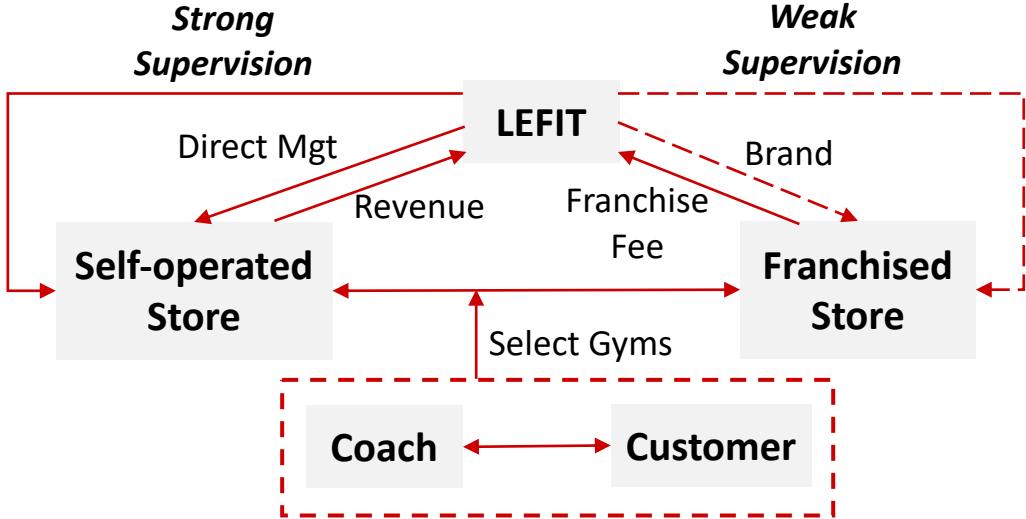 Strong
Supervision
Weak
Supervision
LEFIT
Direct Mgt
Brand
Revenue
Franchise
Fee
Self-operated
Store
Franchised
Store
Select Gyms
Coach
Customer